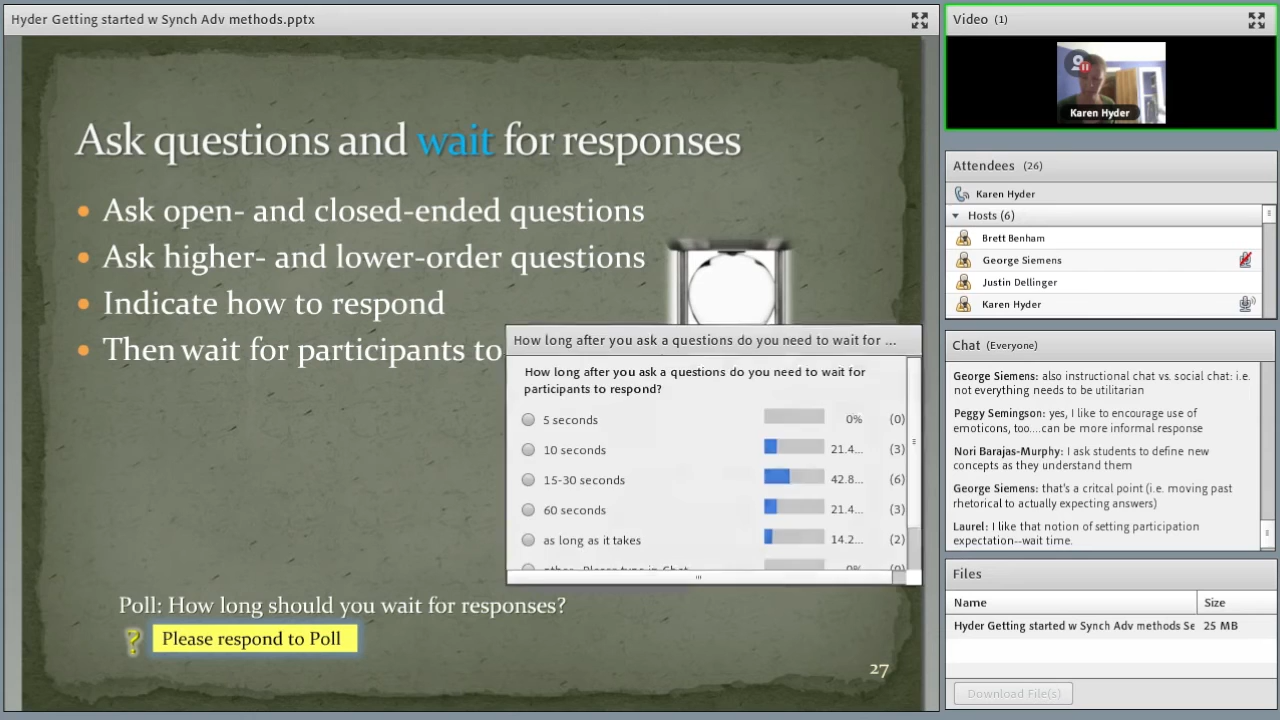 Hyder Getting started w Synch Adv methods.pptx
Ask questions and wait for responses
• Ask open- and closed-ended questions
• Ask higher- and lower-order questions
• Indicate how to respond
• Then wait for participants to
How long after you ask a questions do you need to wait for ...
How long after you ask a questions do you need to wait for
participants to respond?
5 seconds 0% (0)
10 seconds 21.4... (3)
15-30 seconds 42.8... (6)
60 seconds 21.4... (3)
as long as it takes 14.2... (2)
other - Please type in Chat 0% (0)
Poll: How long should you wait for responses?
? Please respond to Poll
27
Video (1)
Karen Hyder
Attendees (26)
Karen Hyder
Hosts (6)
Brett Benham
George Siemens
Justin Dellinger
Karen Hyder
Chat (Everyone)
George Siemens: also instructional chat vs. social chat: i.e.
not everything needs to be utilitarian
Peggy Semingson: yes, I like to encourage use of
emoticons, too....can be more informal response
Nori Barajas-Murphy: I ask students to define new
concepts as they understand them
George Siemens: that's a critcal point (i.e. moving past
rhetorical to actually expecting answers)
Laurel: I like that notion of setting participation
expectation--wait time.
Files
Name Size
Hyder Getting started w Synch Adv methods Se 25 MB
Download File(s)